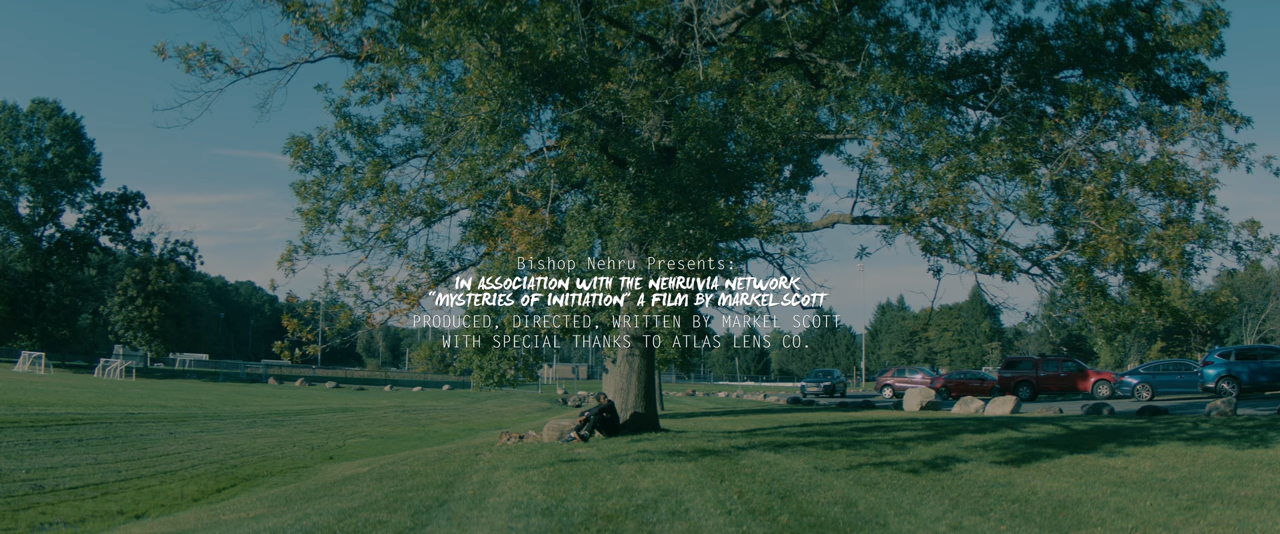 Bishop Nehru Presents:
IN ASSOCIATION WITH THE NEHRUVIA NETWORK
"MYSTERIES OF INITIATION" A FILM BY MARKEL SCOTT
PRODUCED, DIRECTED, WRITTEN BY MARKEL SCOTT
WITH SPECIAL THANKS TO ATLAS LENS CO.